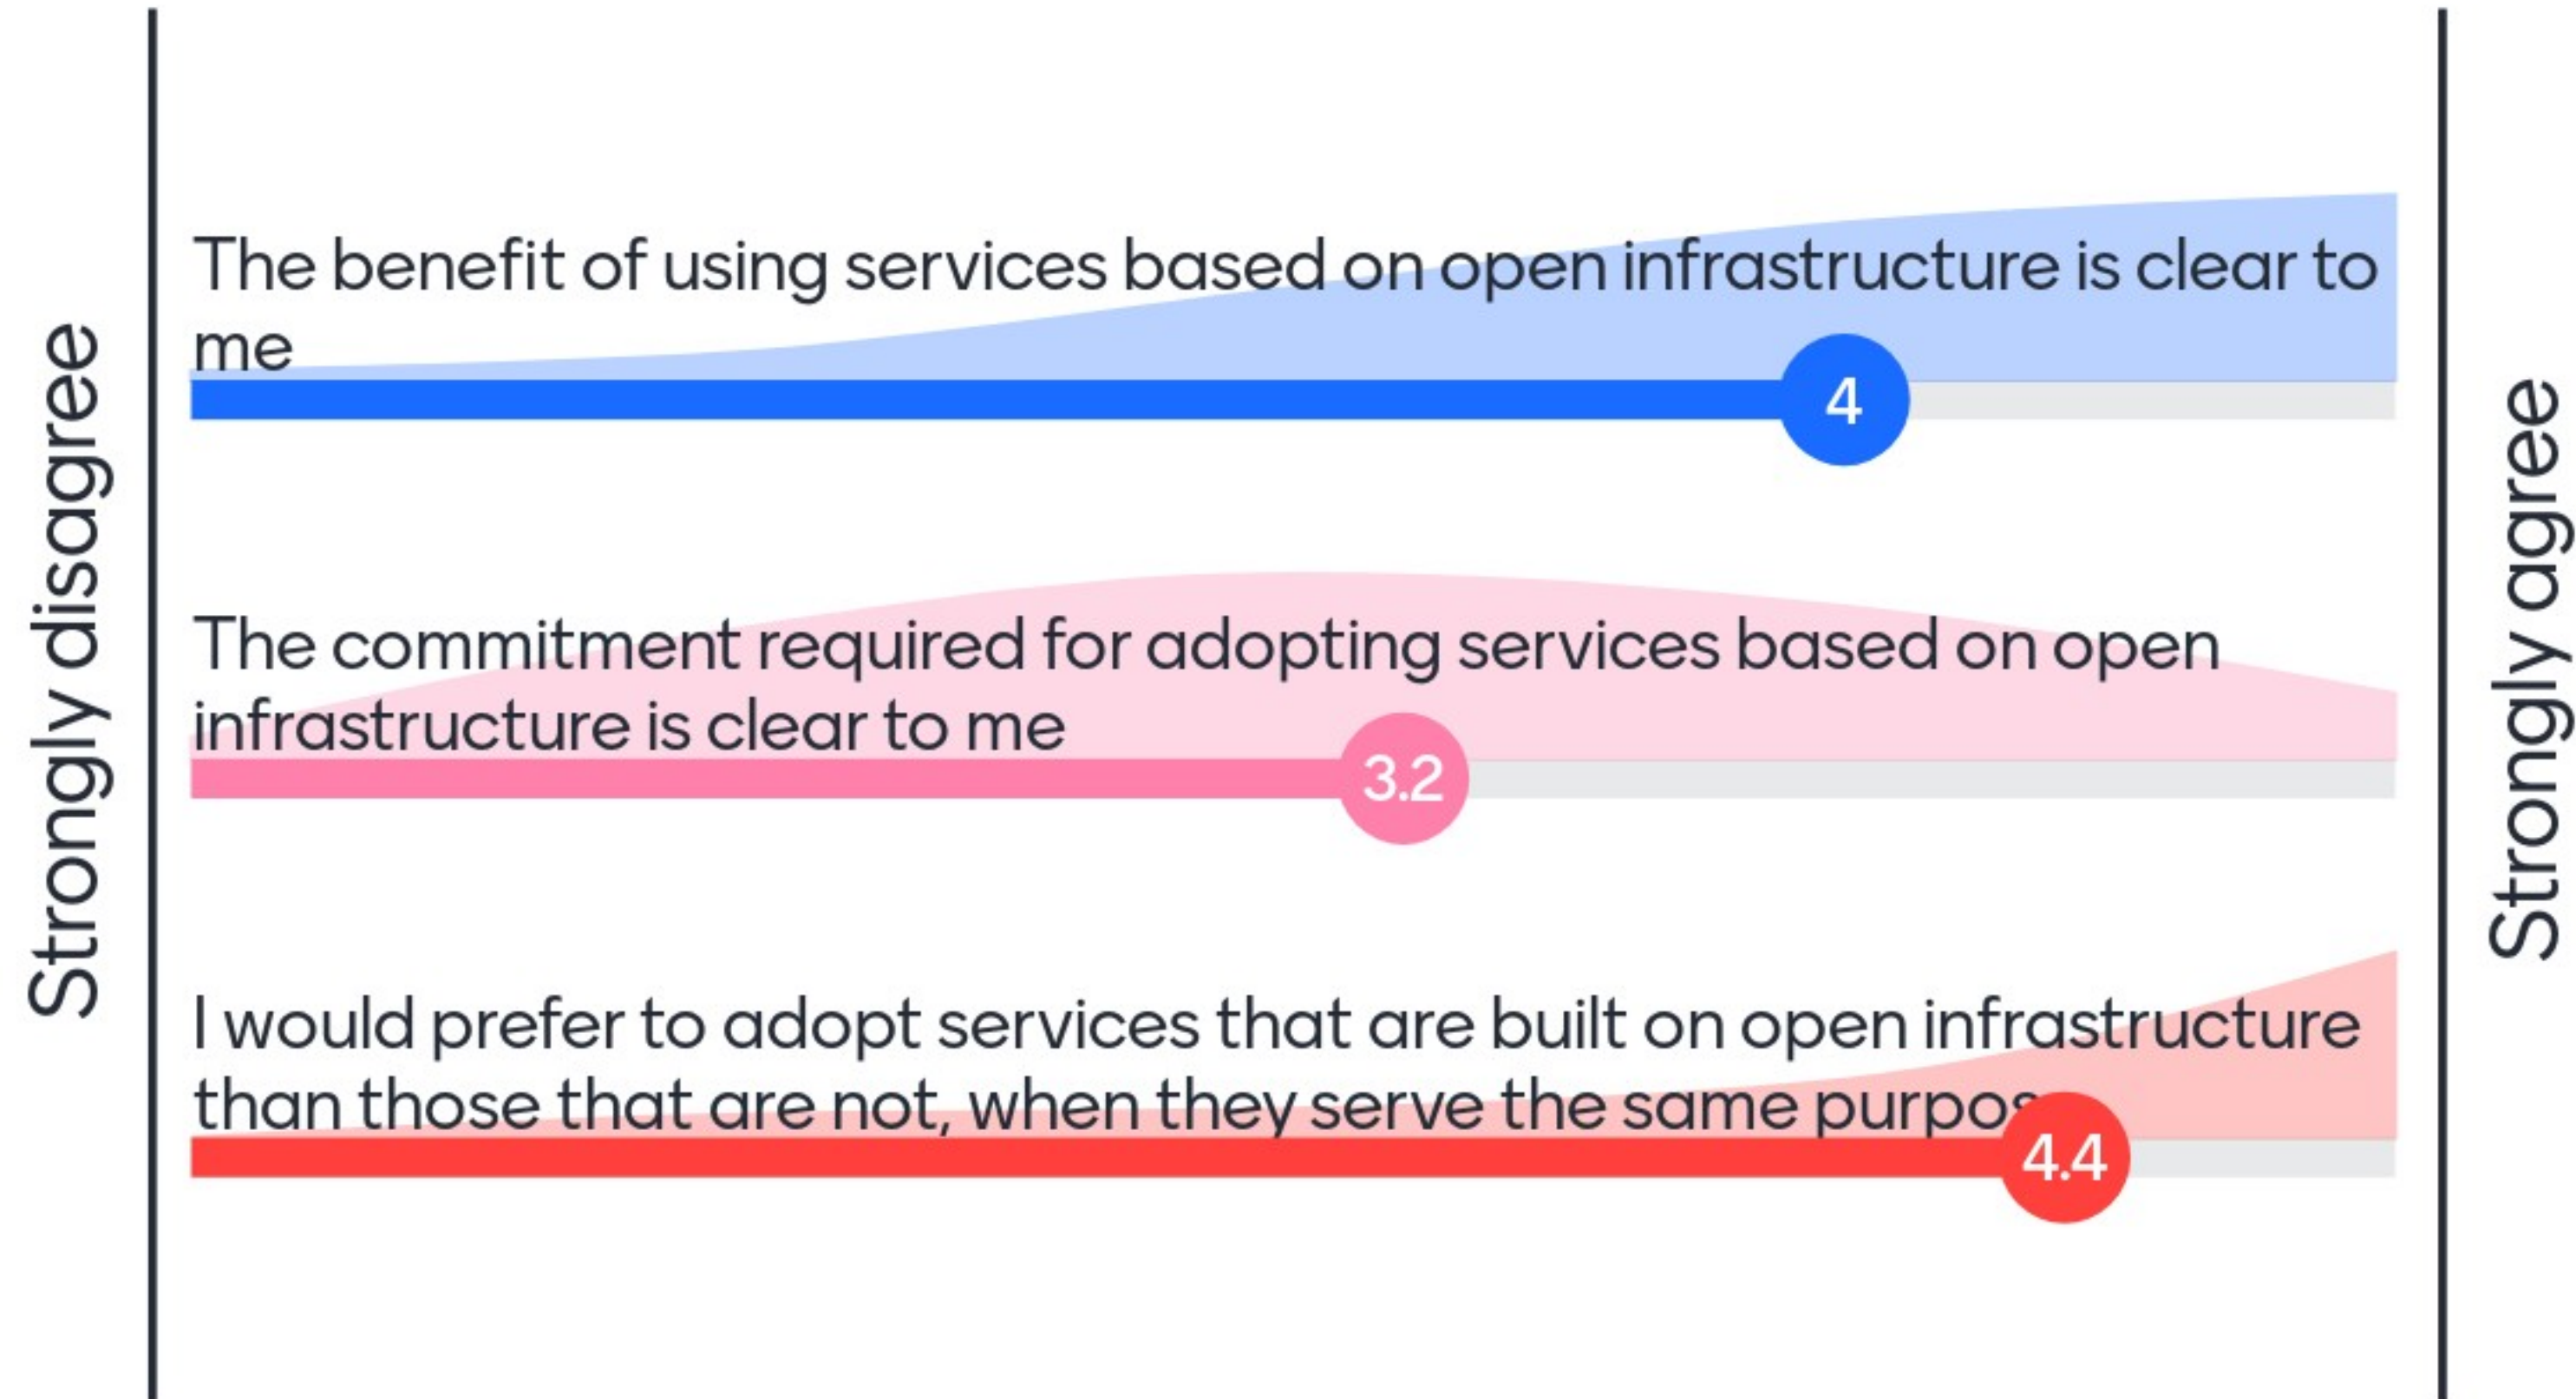 Strongly disagree
The benefit of using services based on open infrastructure is clear to
me
4
The commitment required for adopting services based on open
infrastructure is clear to me
3.2
I would prefer to adopt services that are built on open infrastructure
than those that are not, when they serve the same
4.4
Strongly agree